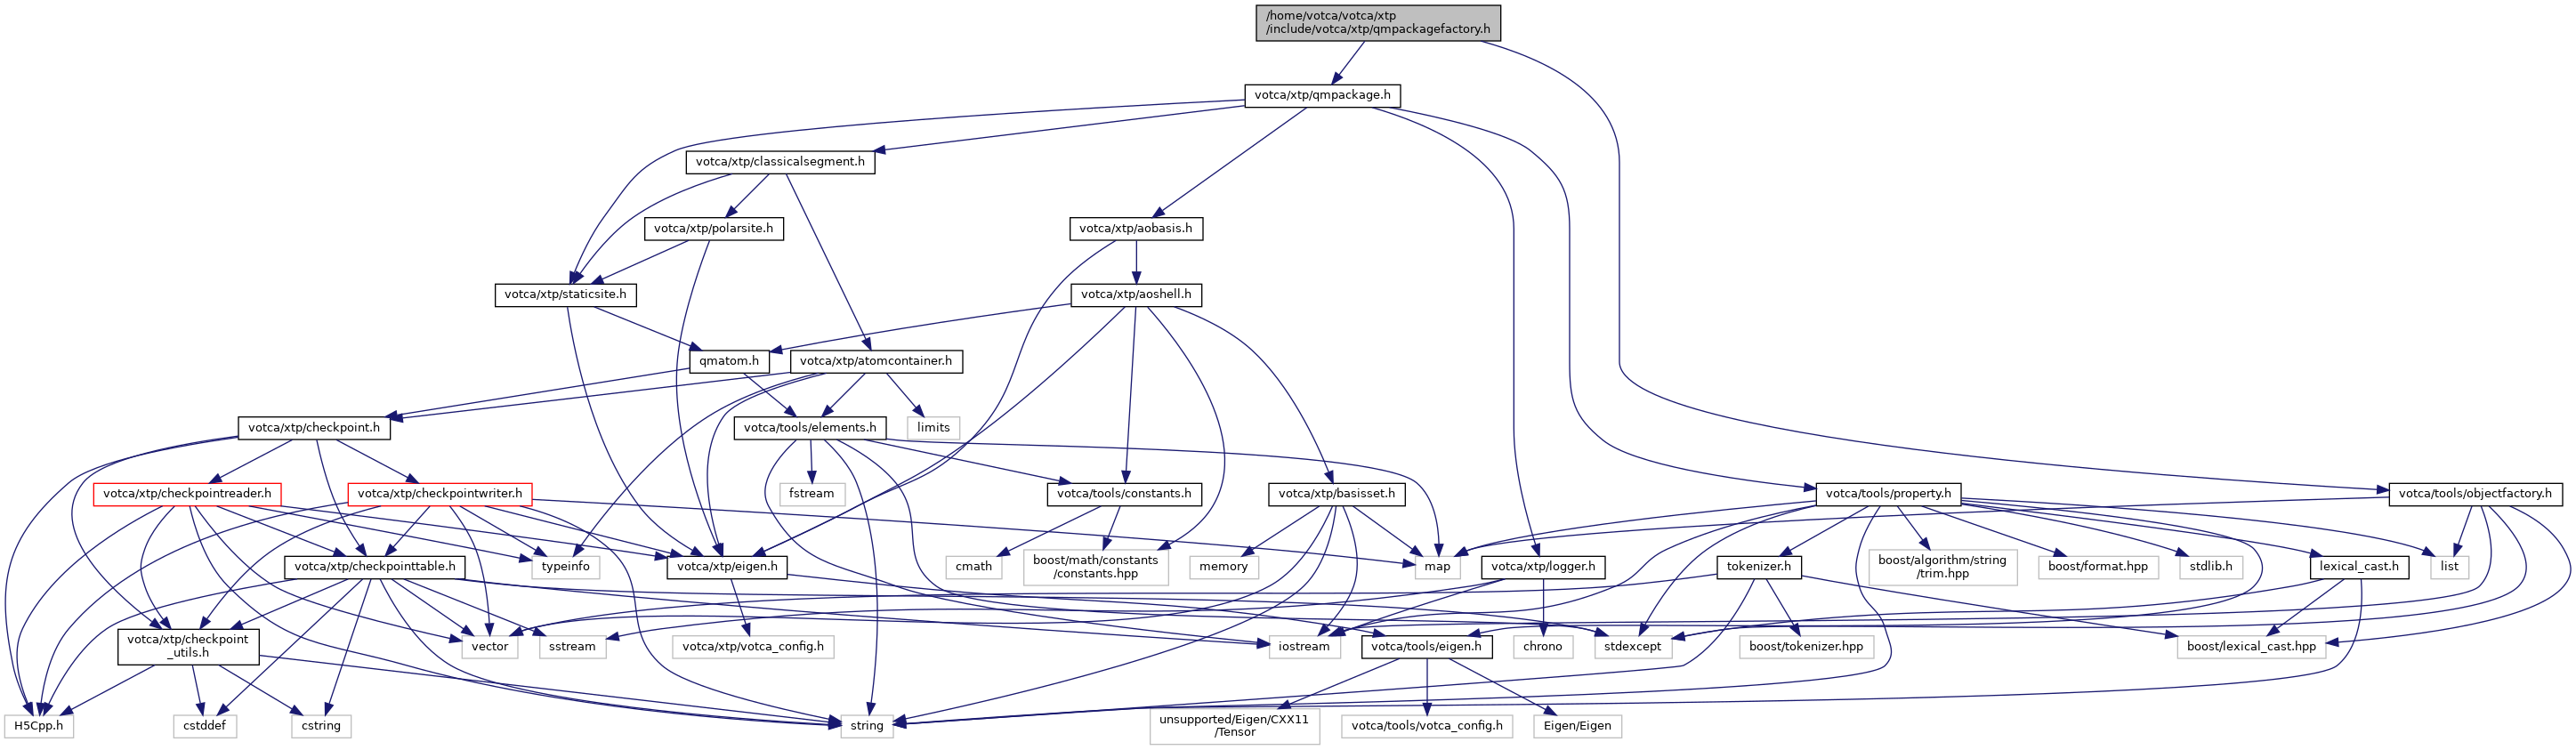 /home/votca/votca/xtp
/include/votca/xtp/qmpackagefactory.h
votca/xtp/qmpackage.h
votca/xtp/classicalsegment.h
votca/xtp/polarsite.h
votca/xtp/aobasis.h
votca/xtp/staticsite.h
votca/xtp/aoshell.h
qmatom.h
votca/xtp/atomcontainer.h
votca/xtp/checkpoint.h
votca/tools/elements.h
limits
votca/xtp/checkpointreader.h
votca/xtp/checkpointwriter.h
fstream
votca/tools/constants.h
votca/xtp/basisset.h
votca/tools/property.h
votca/tools/objectfactory.h
votca/xtp/checkpointtable.h
typeinfo
votca/xtp/eigen.h
cmath
boost/math/constants
/constants.hpp
memory
map
votca/xtp/logger.h
tokenizer.h
boost/algorithm/string
/trim.hpp
boost/format.hpp
stdlib.h
lexical_cast.h
list
votca/xtp/checkpoint
_utils.h
vector
sstream
votca/xtp/votca_config.h
iostream
votca/tools/eigen.h
chrono
stdexcept
boost/tokenizer.hpp
boost/lexical_cast.hpp
H5Cpp.h
cstddef
cstring
string
unsupported/Eigen/CXX11
/Tensor
votca/tools/votca_config.h
Eigen/Eigen